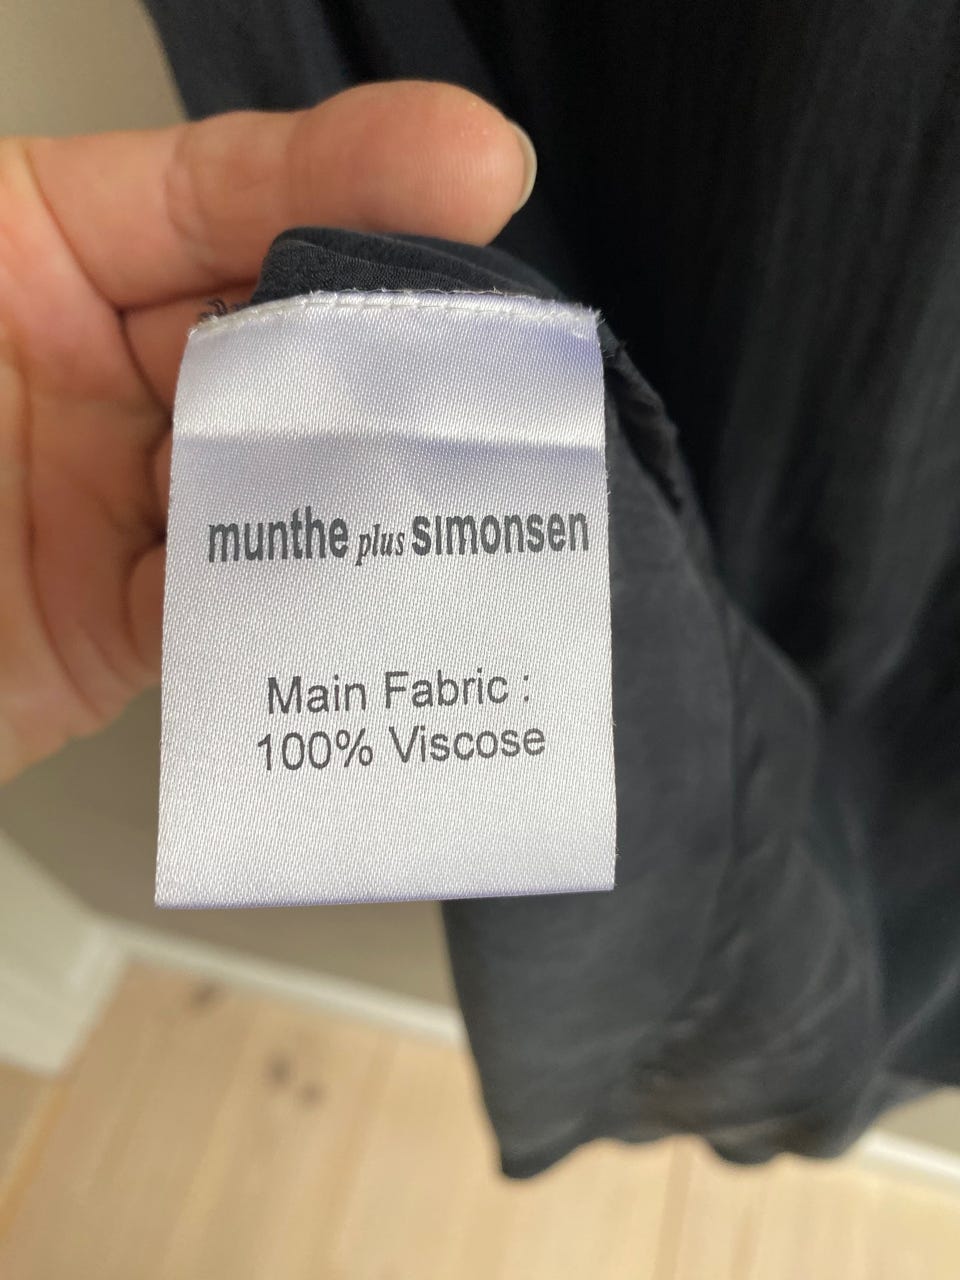 munthe plus simonsen
Main Fabric :
100% Viscose